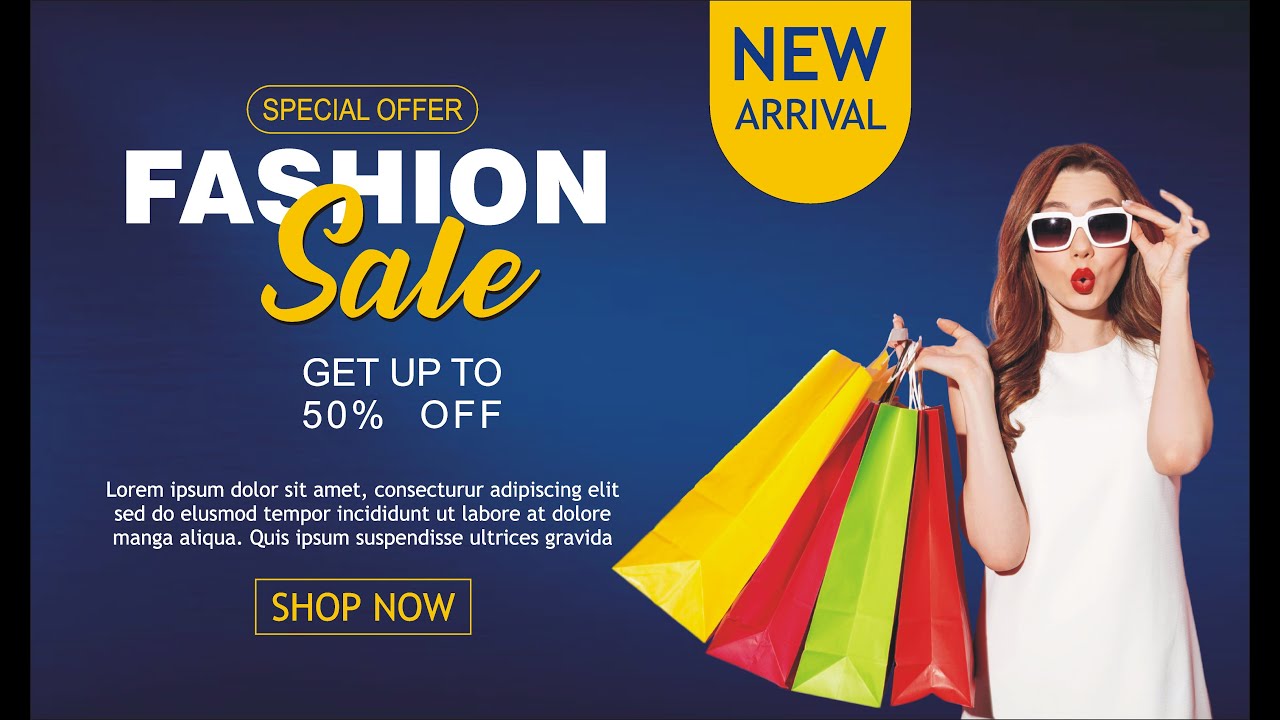 SPECIAL OFFER
FASHION
Sale
GET UP TO
50% OFF
Lorem ipsum dolor sit amet, consecturur adipiscing elit
sed do elusmod tempor incididunt ut labore at dolore
manga aliqua. Quis ipsum suspendisse ultrices gravida
SHOP NOW
NEW
ARRIVAL